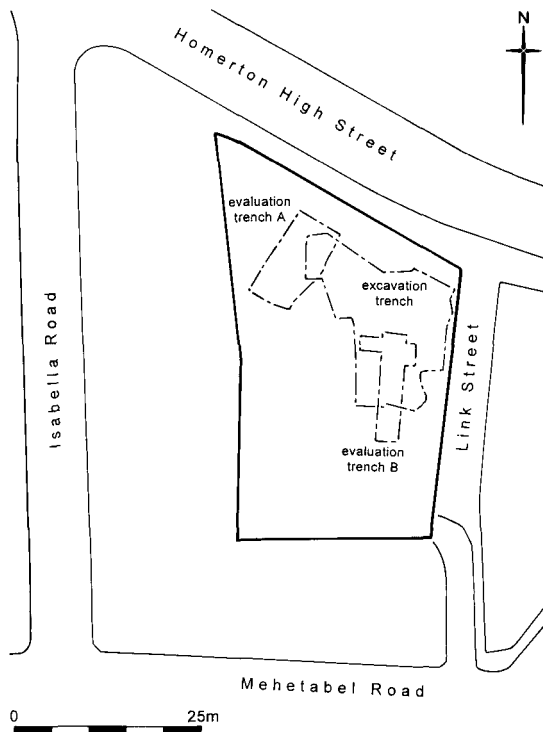 N
Homerton High Street
evaluation
trench A
excavation
trench
Isabella Road
Link Street
evaluation
trench B
Mehetabel Road
0 25m